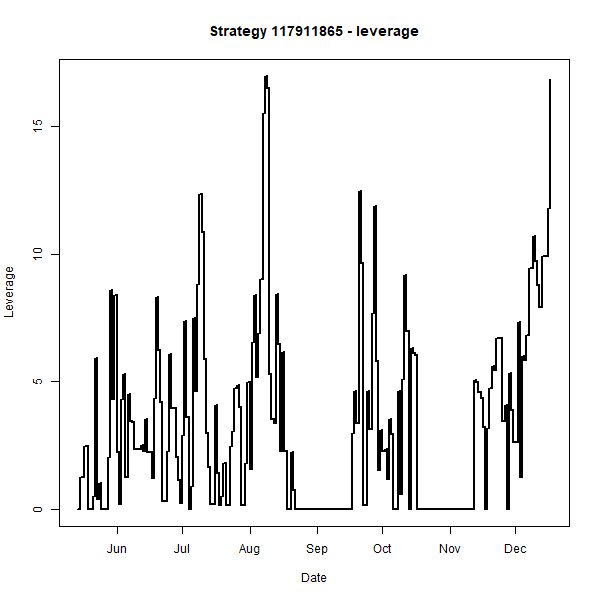 Strategy 117911865 - leverage
Leverage
15
10
5
0
Jun Jul Aug Sep Oct Nov Dec
Date